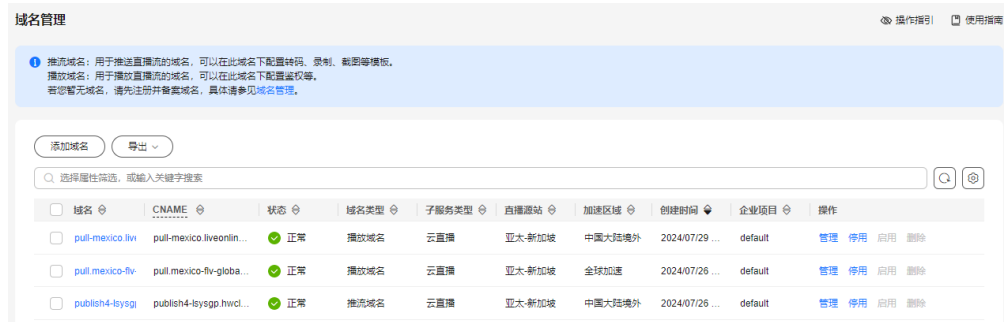 域名管理
操作指引 使用指南
推流域名：用于推送直播流的域名，可以在此域名下配置转码、录制、截图等模板。
播放域名：用于播放直播流的域名，可以在此域名下配置鉴权等。
若您暂无域名，请先注册并备案域名，具体请参见域名管理。
添加域名 导出
选择属性筛选，或输入关键字搜索
域名 CNAME 状态 域名类型 子服务类型 直播源站 加速区域 创建时间 企业项目 操作
pull-mexico.live pull-mexico.liveonlin... 正常 播放域名 云直播 亚太-新加坡 中国大陆境外 2024/07/29 ... default 管理 停用 启用 删除
pull.mexico-flv- pull.mexico-flv-globa... 正常 播放域名 云直播 亚太-新加坡 全球加速 2024/07/26 ... default 管理 停用 启用 删除
publish4-lsysgp publish4-lsysgp.hwcl... 正常 推流域名 云直播 亚太-新加坡 中国大陆境外 2024/07/26 ... default 管理 停用 启用 删除